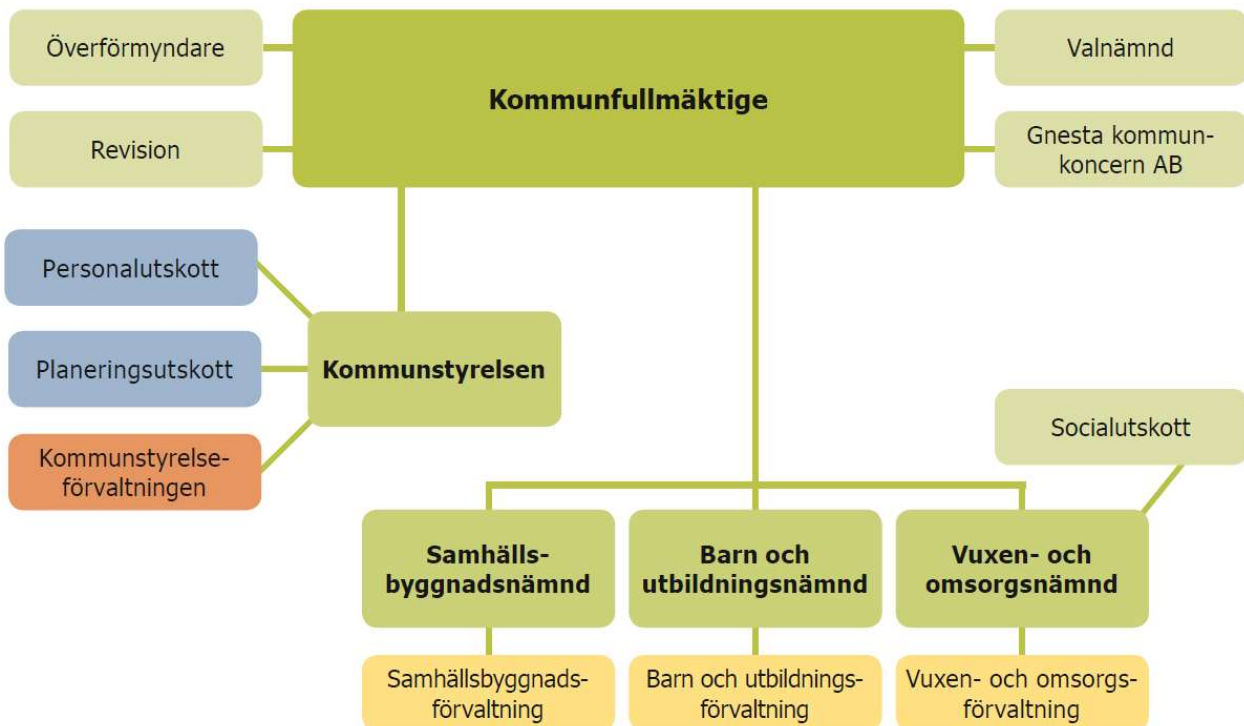 Överförmyndare
Kommunfullmäktige
Valnämnd
Revision
Gnesta kommun-
koncern AB
Personalutskott
Planeringsutskott
Kommunstyrelsen
Kommunstyrelse-
förvaltningen
Socialutskott
Samhälls-
byggnadsnämnd
Barn och
utbildningsnämnd
Vuxen- och
omsorgsnämnd
Samhällsbyggnads-
förvaltning
Barn och utbildnings-
förvaltning
Vuxen- och omsorgs-
förvaltning